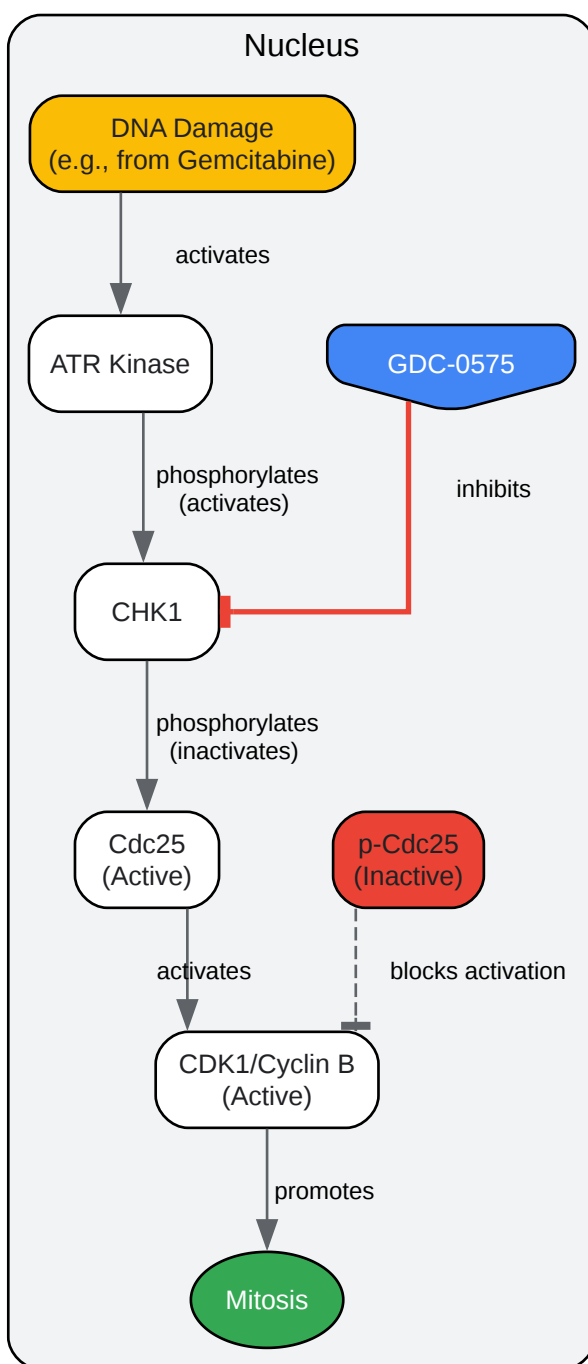 Nucleus
DNA Damage
(e.g., from Gemcitabine)
activates
ATR Kinase
GDC-0575
phosphorylates
(activates)
inhibits
CHK1
phosphorylates
(inactivates)
Cdc25
(Active)
p-Cdc25
(Inactive)
activates
blocks activation
CDK1/Cyclin B
(Active)
promotes
Mitosis